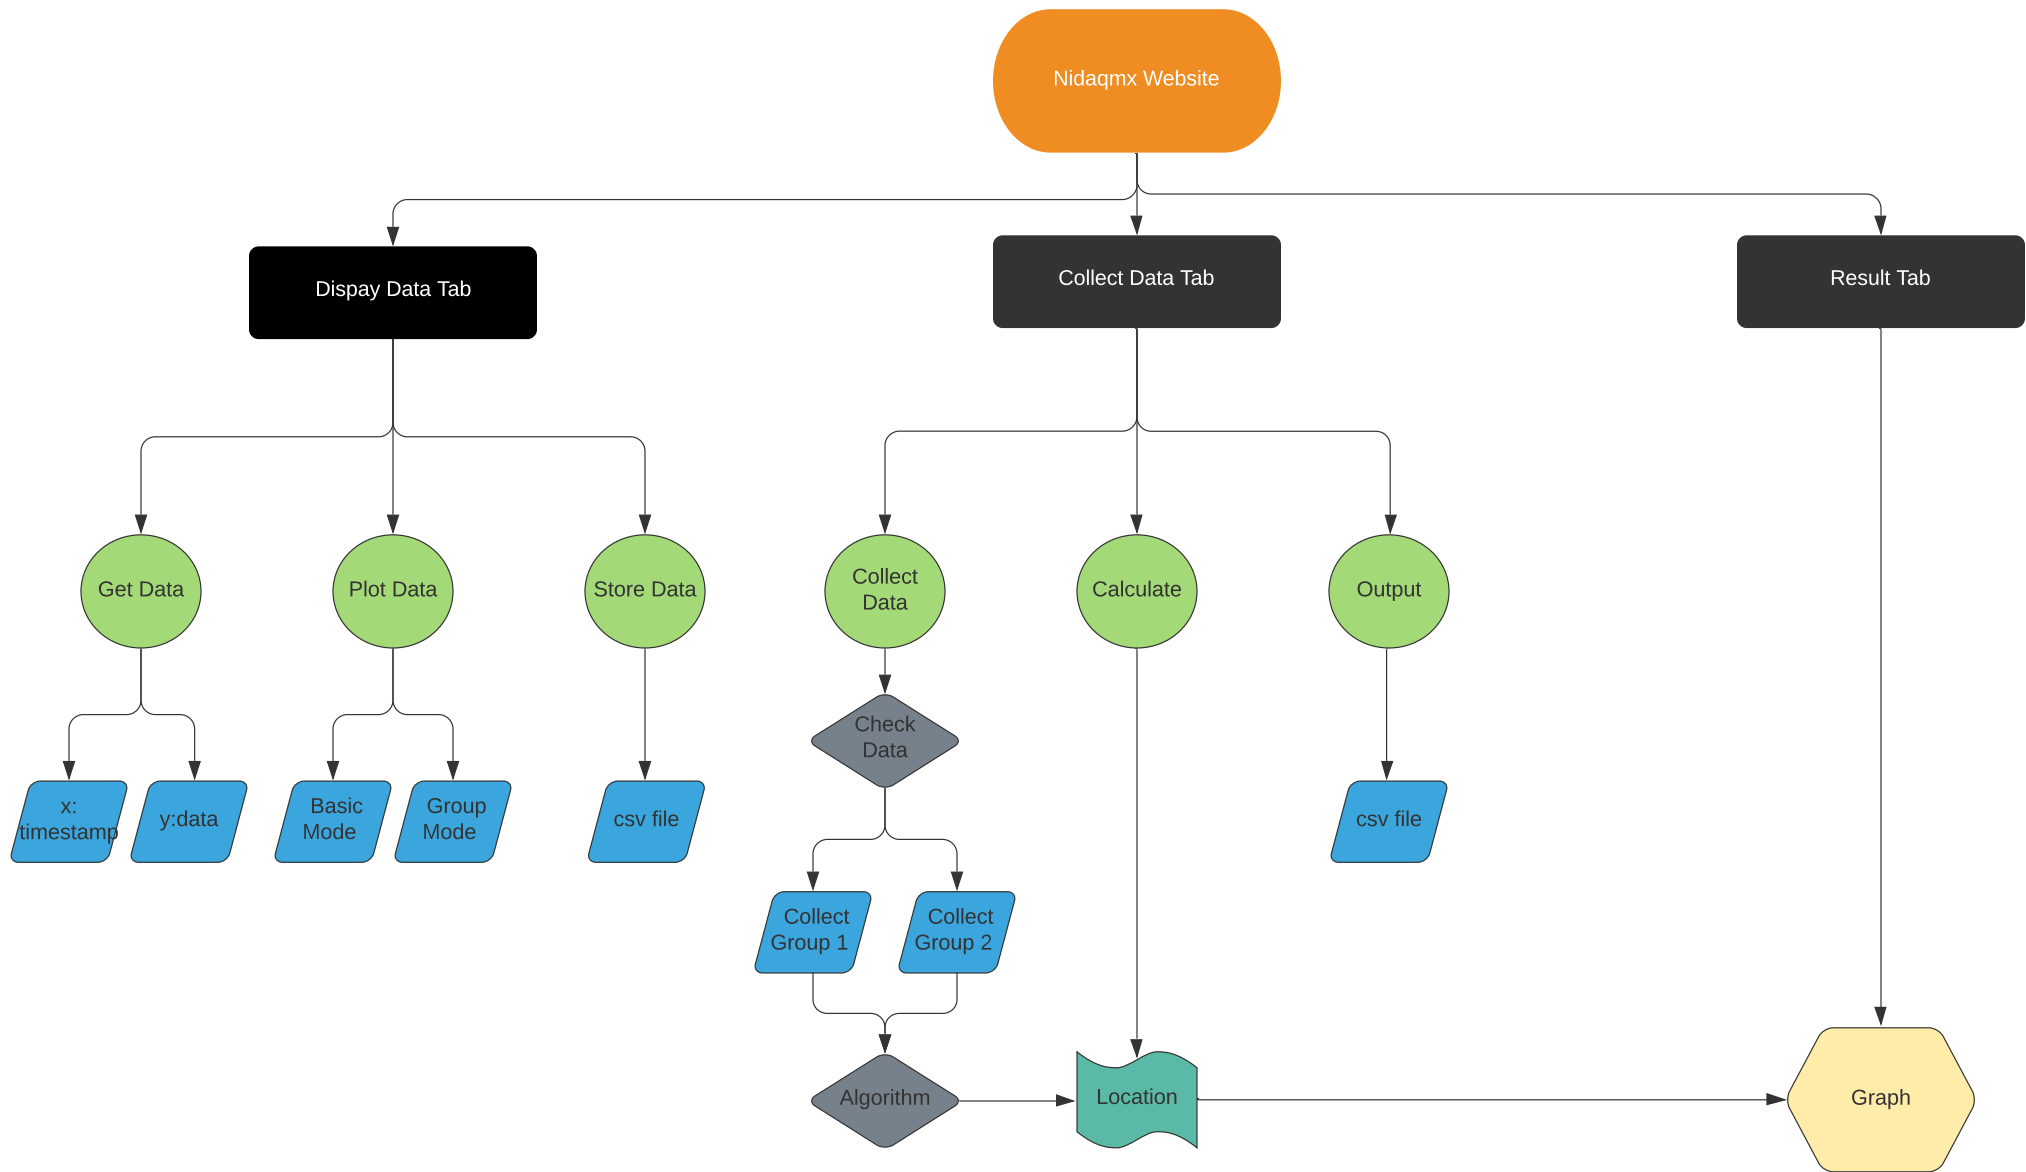 Nidaqmx Website
Dispay Data Tab
Collect Data Tab
Result Tab
Get Data
Plot Data
Store Data
Collect
Data
Calculate
Output
Check
Data
x:
timestamp
y:data
Basic
Mode
Group
Mode
csv file
csv file
Collect
Group 1
Collect
Group 2
Algorithm
Location
Graph